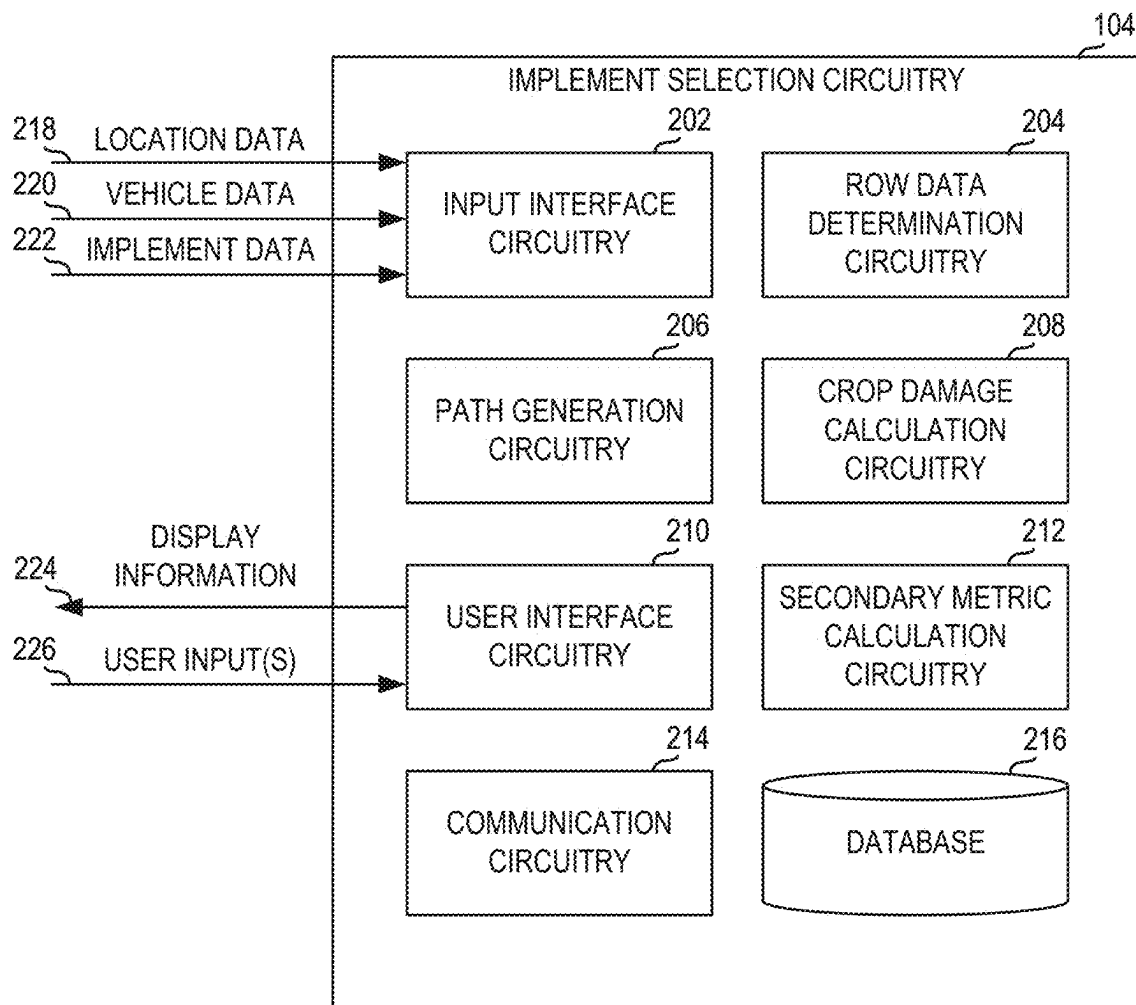 104
IMPLEMENT SELECTION CIRCUITRY
218
LOCATION DATA
220
VEHICLE DATA
222
IMPLEMENT DATA
202
INPUT INTERFACE
CIRCUITRY
204
ROW DATA
DETERMINATION
CIRCUITRY
206
PATH GENERATION
CIRCUITRY
208
CROP DAMAGE
CALCULATION
CIRCUITRY
224
DISPLAY
INFORMATION
226
USER INPUT(S)
210
USER INTERFACE
CIRCUITRY
212
SECONDARY METRIC
CALCULATION
CIRCUITRY
214
COMMUNICATION
CIRCUITRY
216
DATABASE